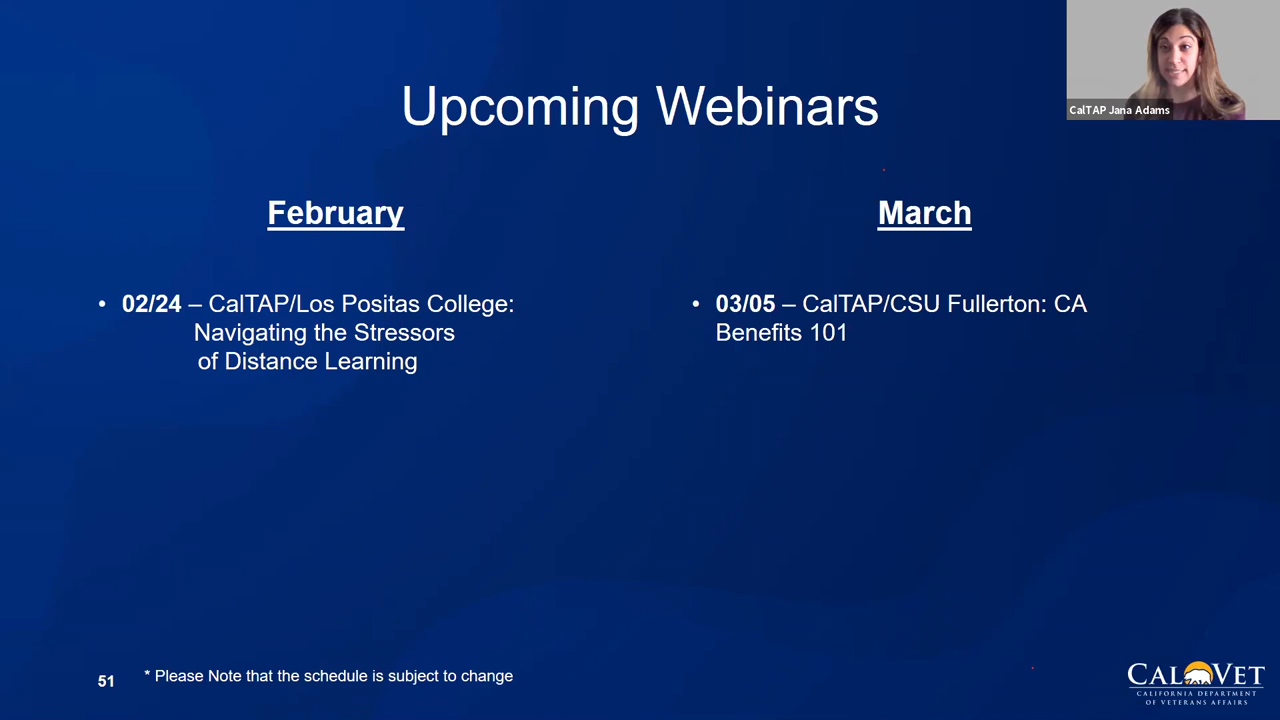 Upcoming Webinars
CalTAP Jana Adams
February
• 02/24 – CalTAP/Los Positas College:
Navigating the Stressors
of Distance Learning
March
• 03/05 – CalTAP/CSU Fullerton: CA
Benefits 101
51
* Please Note that the schedule is subject to change
CALVET
CALIFORNIA DEPARTMENT
OF VETERANS AFFAIRS